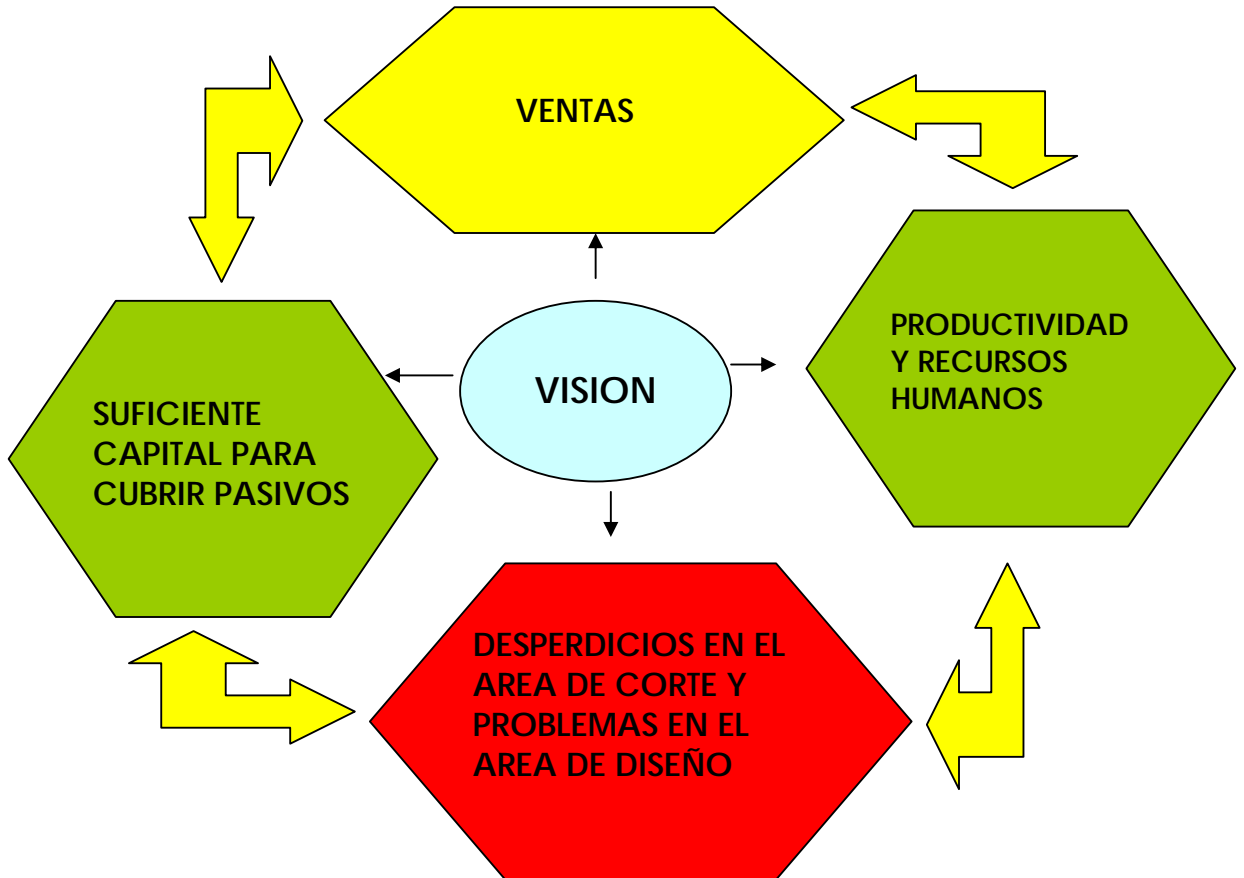 VENTAS
PRODUCTIVIDAD
Y RECURSOS
HUMANOS
VISION
SUFICIENTE
CAPITAL PARA
CUBRIR PASIVOS
DESPERDICIOS EN EL
AREA DE CORTE Y
PROBLEMAS EN EL
AREA DE DISEÑO